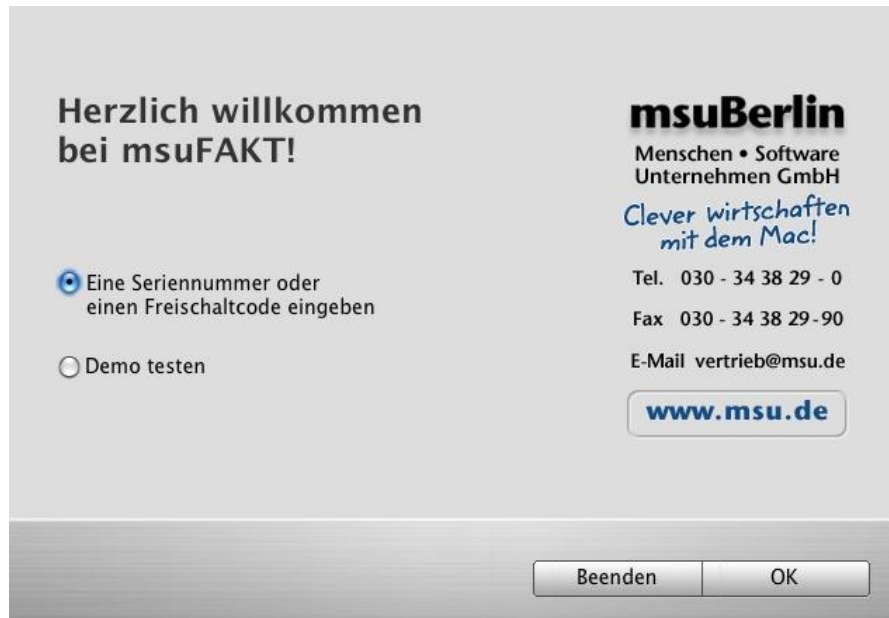 Herzlich willkommen
bei msuFAKT!
Eine Seriennummer oder
einen Freischaltcode eingeben
Demo testen
msuBerlin
Menschen • Software
Unternehmen GmbH
Clever wirtschaften
mit dem Mac!
Tel. 030 - 34 38 29 - 0
Fax 030 - 34 38 29-90
E-Mail vertrieb@msu.de
www.msu.de
Beenden
OK